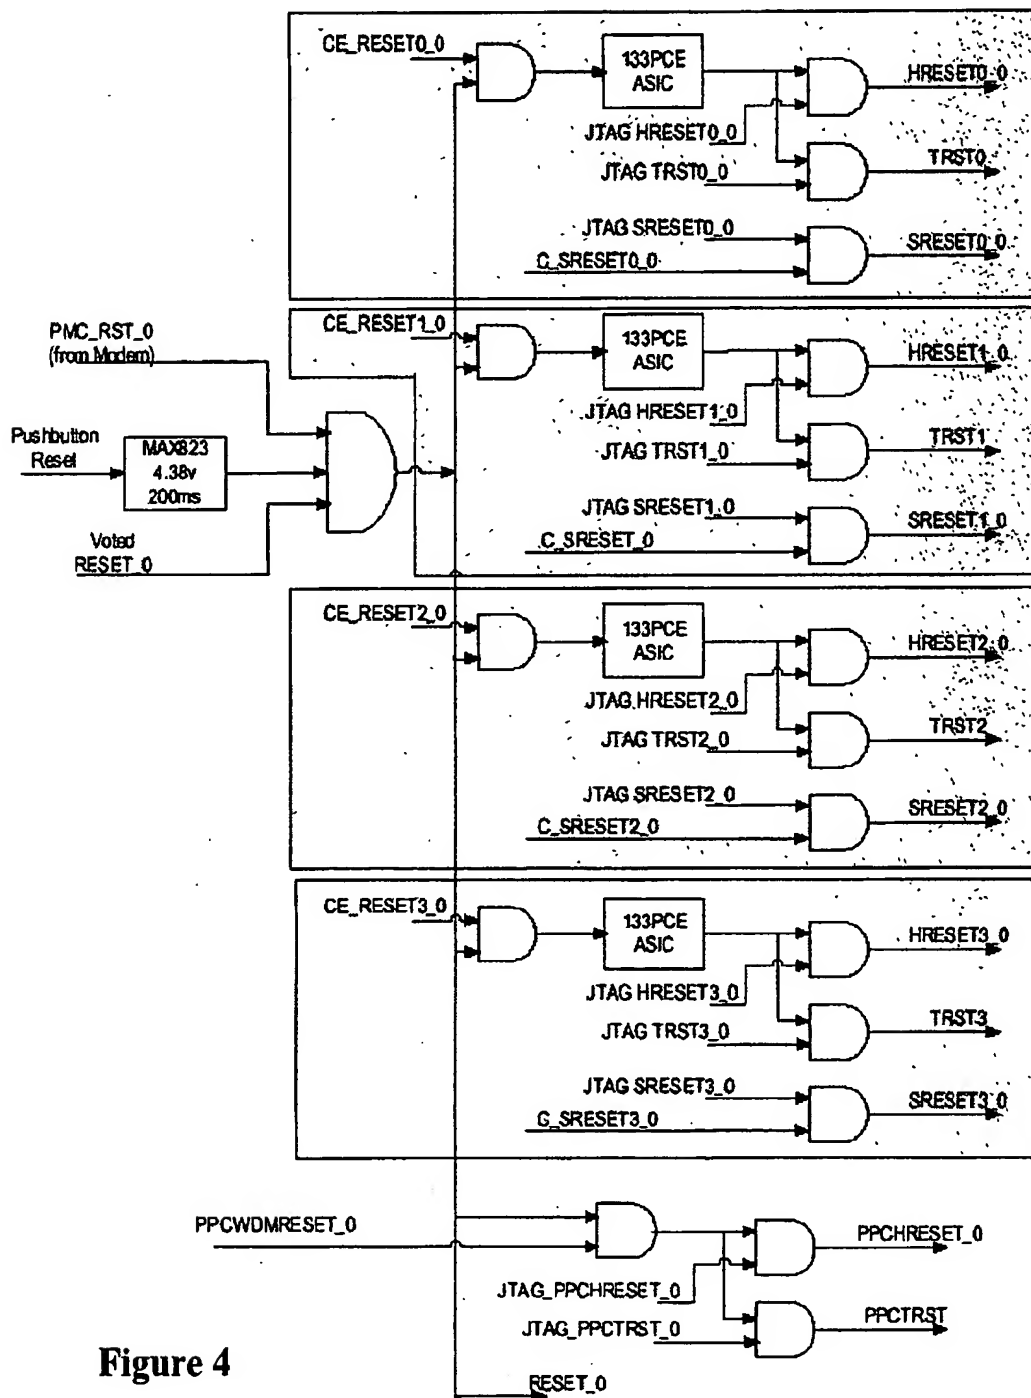 CE_RESET0_0
133PCE
ASIC
HRESET0_0
JTAG HRESET0_0
TRST0
JTAG TRST0_0
JTAG SRESET0_0
SRESET0_0
C_SRESET0_0
PMC_RST_0
(from Modem)
CE_RESET1_0
133PCE
ASIC
HRESET1_0
JTAG HRESET1_0
Pushbutton
Reset
MAX823
4.38v
200ms
TRST1
JTAG TRST1_0
JTAG SRESET1_0
SRESET1_0
C_SRESET_0
Voted
RESET_0
CE_RESET2_0
133PCE
ASIC
HRESET2_0
JTAG HRESET2_0
TRST2
JTAG TRST2_0
JTAG SRESET2_0
SRESET2_0
C_SRESET2_0
CE_RESET3_0
133PCE
ASIC
HRESET3_0
JTAG HRESET3_0
TRST3
JTAG TRST3_0
JTAG SRESET3_0
SRESET3_0
G_SRESET3_0
PPCWDMRESET_0
PPCHRESET_0
JTAG_PPCHRESET_0
PPCTRST
JTAG_PPCTRST_0
Figure 4
RESET_0